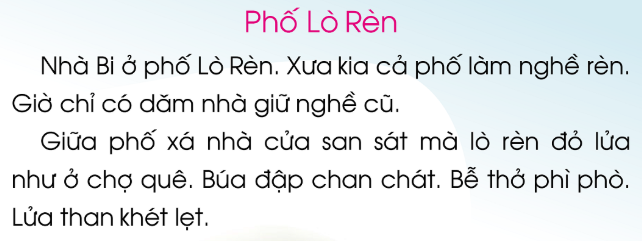 Phố Lò Rèn
Nhà Bi ở phố Lò Rèn. Xưa kia cả phố làm nghề rèn.
Giờ chỉ có dăm nhà giữ nghề cũ.
Giữa phố xá nhà cửa san sát mà lò rèn đỏ lửa
như ở chợ quê. Búa đập chan chát. Bễ thở phì phò.
Lửa than khét lẹt.